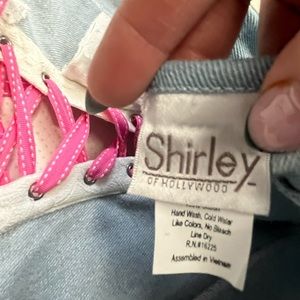 Shirley
OF HOLLYWOOD
Hand Wash, Cold Water
Like Colors, No Bleach
Line Dry
R.N.#16225
Assembled in Vietnam